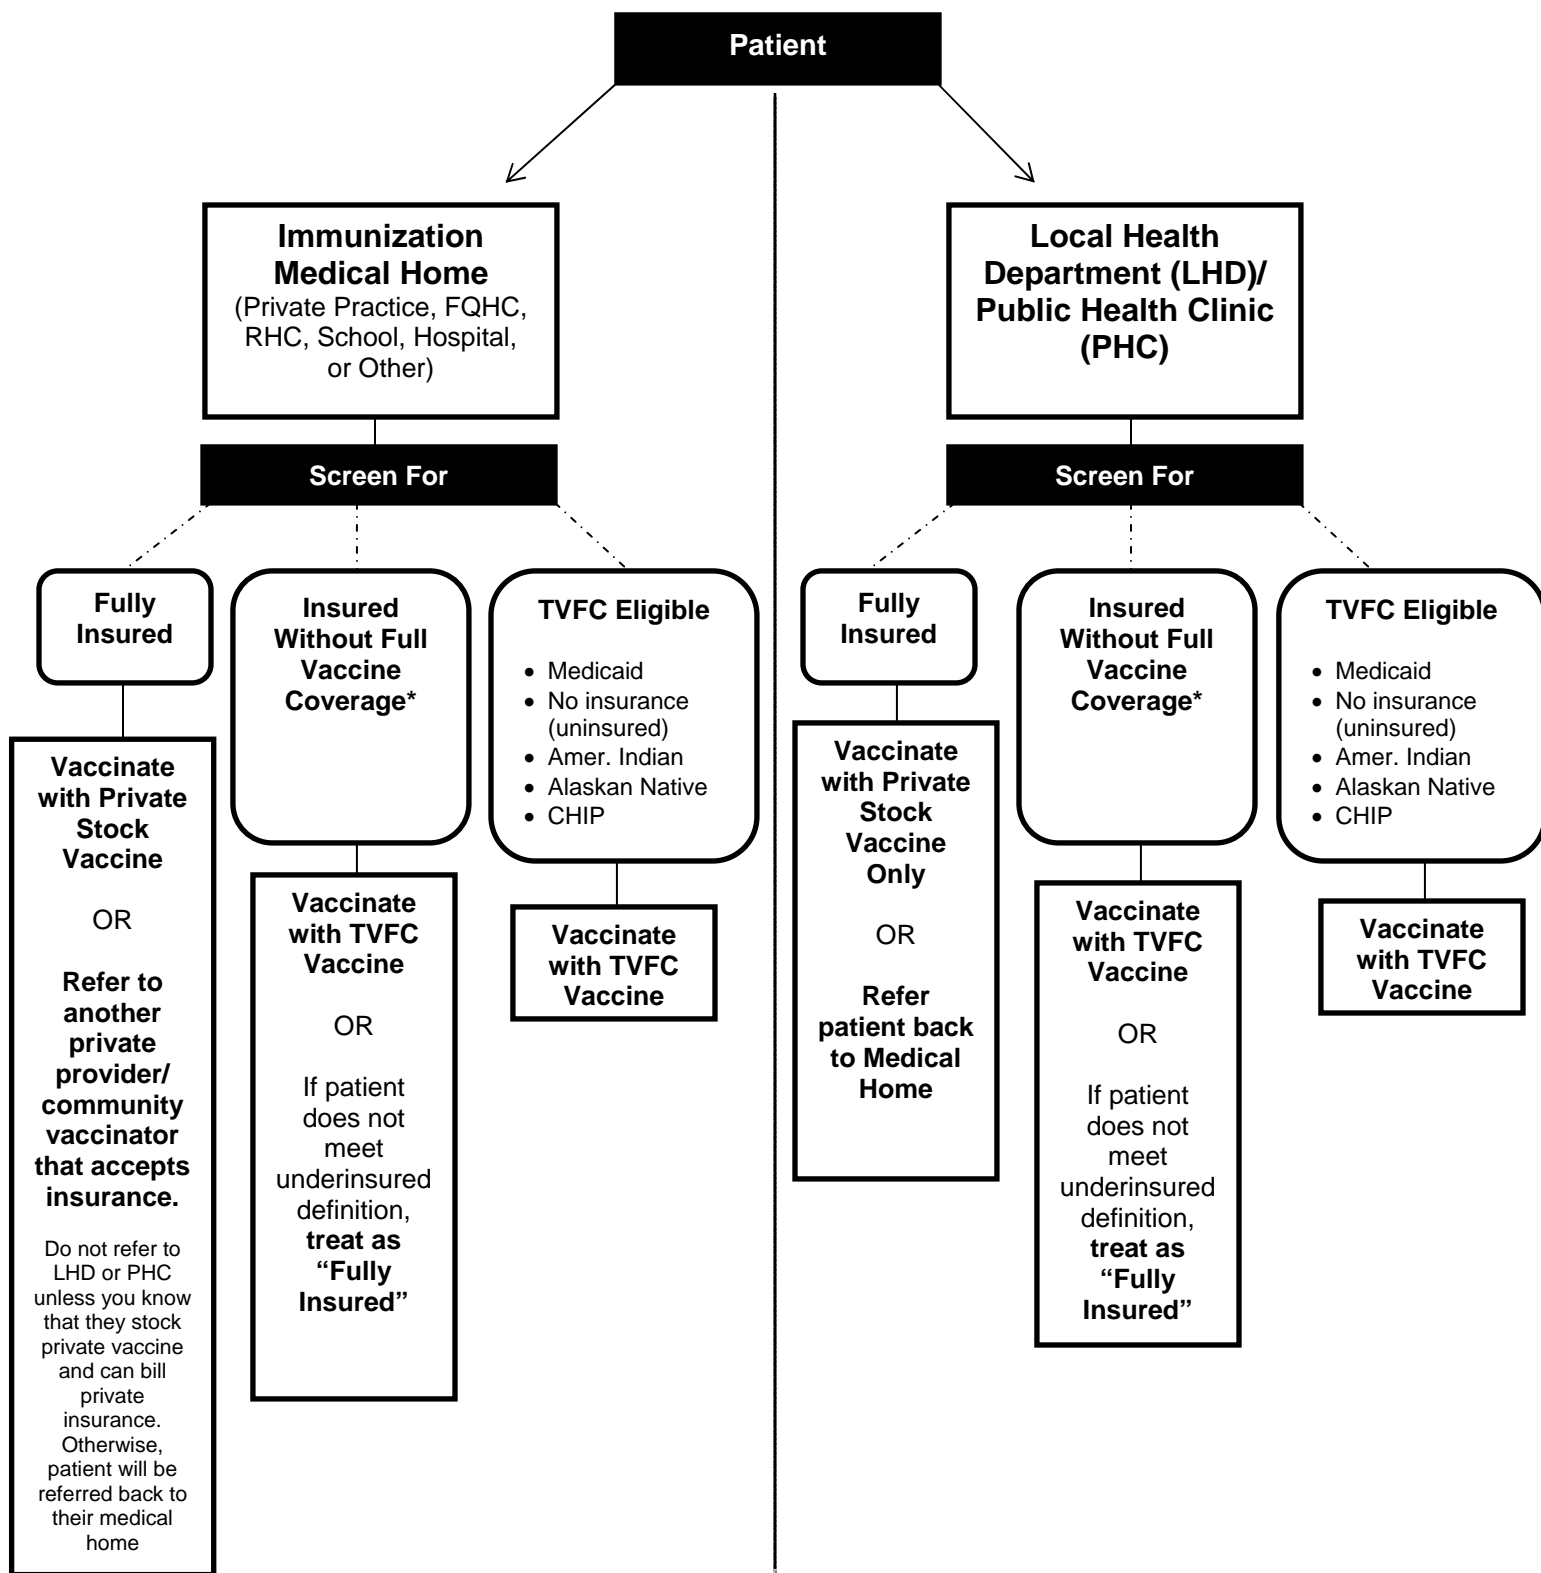 Patient
Immunization
Medical Home
(Private Practice, FQHC,
RHC, School, Hospital,
or Other)
Screen For
Fully
Insured
Vaccinate
with Private
Stock
Vaccine
OR
Refer to
another
private
provider/
community
vaccinator
that accepts
insurance.
Do not refer to
LHD or PHC
unless you know
that they stock
private vaccine
and can bill
private
insurance.
Otherwise,
patient will be
referred back to
their medical
home
Insured
Without Full
Vaccine
Coverage*
Vaccinate
with TVFC
Vaccine
OR
If patient
does not
meet
underinsured
definition,
treat as
“Fully
Insured”
TVFC Eligible
• Medicaid
• No insurance
(uninsured)
• Amer. Indian
• Alaskan Native
• CHIP
Vaccinate
with TVFC
Vaccine
Local Health
Department (LHD)/
Public Health Clinic
(PHC)
Screen For
Fully
Insured
Vaccinate
with Private
Stock
Vaccine
Only
OR
Refer
patient back
to Medical
Home
Insured
Without Full
Vaccine
Coverage*
Vaccinate
with TVFC
Vaccine
OR
If patient
does not
meet
underinsured
definition,
treat as
“Fully
Insured”
TVFC Eligible
• Medicaid
• No insurance
(uninsured)
• Amer. Indian
• Alaskan Native
• CHIP
Vaccinate
with TVFC
Vaccine